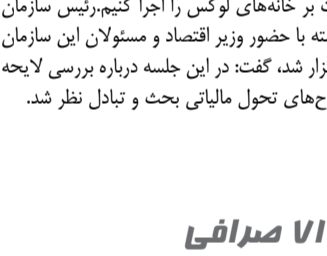 بر خانه‌های لوکس را اجرا کنیم.رئیس سازمان
با حضور وزیر اقتصاد و مسئولان این سازمان
شد، گفت: در این جلسه درباره بررسی لایحه
تحول مالیاتی بحث و تبادل نظر شد.
۷۱ صرافی